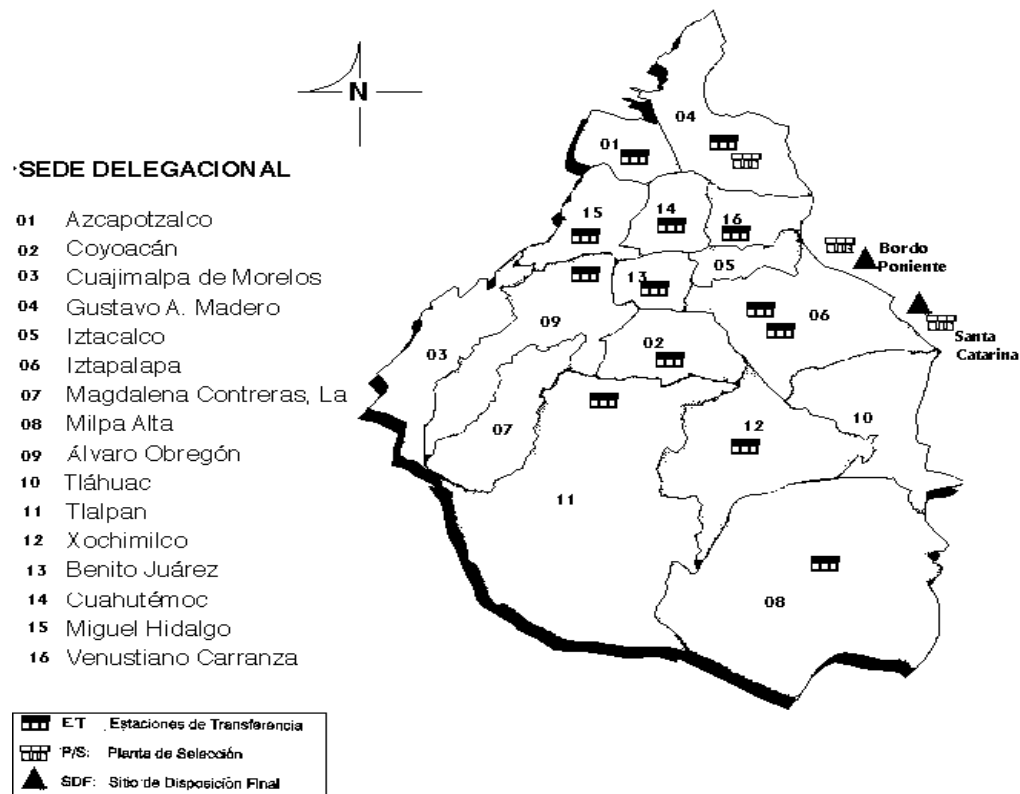 N
SEDE DELEGACIONAL
01 Azcapotzalco
02 Coyoacán
03 Cuajimalpa de Morelos
04 Gustavo A. Madero
05 Iztacalco
06 Iztapalapa
07 Magdalena Contreras, La
08 Milpa Alta
09 Álvaro Obregón
10 Tláhuac
11 Tlalpan
12 Xochimilco
13 Benito Juárez
14 Cuahutémoc
15 Miguel Hidalgo
16 Venustiano Carranza
04
01
15
14
16
05
13
09
06
02
03
07
12
10
11
08
Bordo
Poniente
Santa
Catarina
ET Estaciones de Transferencia
P/S: Planta de Selección
SDF: Sitio de Disposición Final